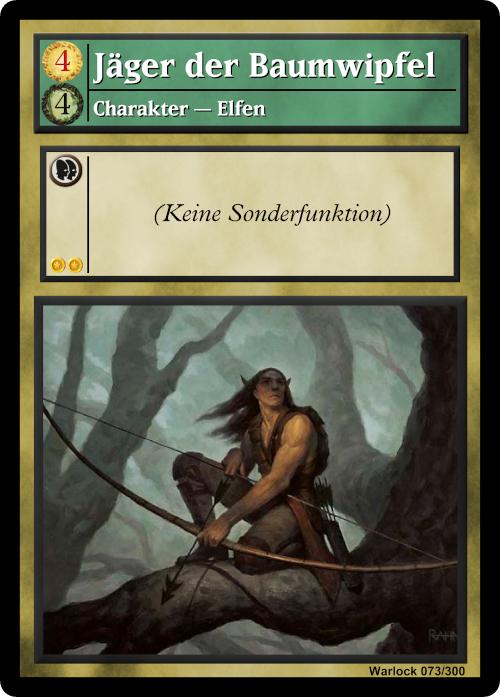 4 Jäger der Baumwipfel
4 Charakter — Elfen
(Keine Sonderfunktion)
RAHN
Warlock 073/300